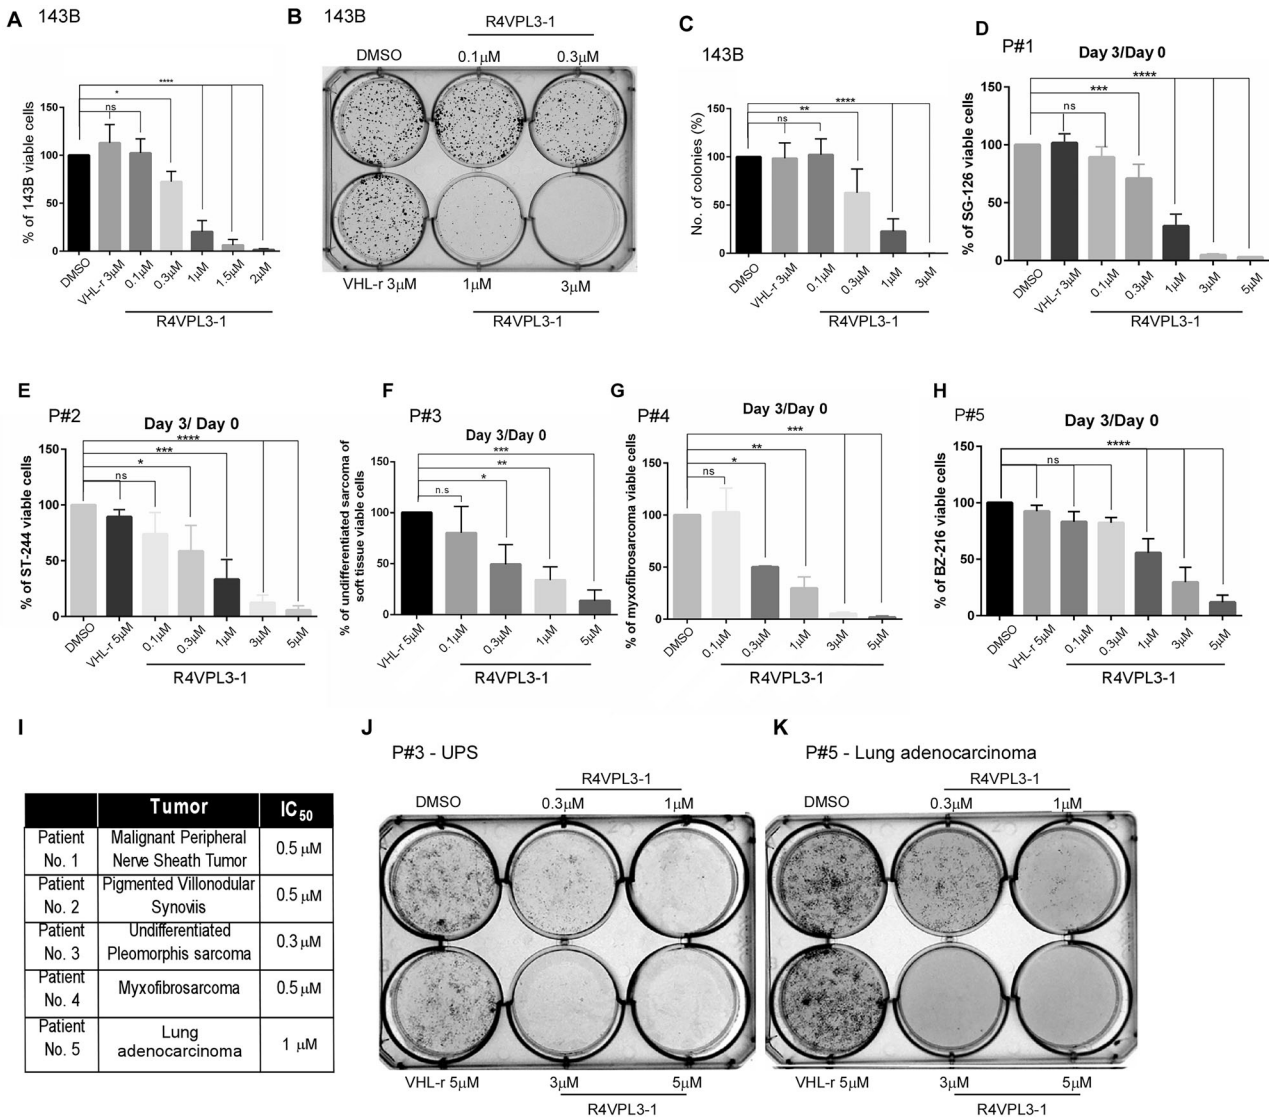 A 143B
% of 143B viable cells
150
100
50
0
ns
*
****
DMSO
VHL-r 3µM
0.1µM
0.3µM
1µM
1.5µM
2µM
R4VPL3-1
B 143B
R4VPL3-1
DMSO 0.1µM 0.3µM
VHL-r 3µM 1µM 3µM
R4VPL3-1
C
143B
No. of colonies (%)
150
100
50
0
ns
**
****
DMSO
VHL-r 3µM
0.1µM
0.3µM
1µM
3µM
R4VPL3-1
D
P#1
Day 3/Day 0
% of SG-126 viable cells
150
100
50
0
ns
***
****
DMSO
VHL-r 3µM
0.1µM
0.3µM
1µM
3µM
5µM
R4VPL3-1
E
P#2
Day 3/ Day 0
% of ST-244 viable cells
150
100
50
0
ns
*
***
****
DMSO
VHL-r 5µM
0.1µM
0.3µM
1µM
3µM
5µM
R4VPL3-1
F
P#3
Day 3/Day 0
% of undifferentiated sarcoma of
soft tissue viable cells
150
100
50
0
n.s
*
**
***
VHL-r 5µM
0.1µM
0.3µM
1µM
5µM
R4VPL3-1
G
P#4
Day 3/Day 0
% of myxofibrosarcoma viable cells
150
100
50
0
ns
*
**
***
DMSO
0.1µM
0.3µM
1µM
3µM
5µM
R4VPL3-1
H
P#5
Day 3/Day 0
% of BZ-216 viable cells
150
100
50
0
ns
****
DMSO
VHL-r 5µM
0.1µM
0.3µM
1µM
3µM
5µM
R4VPL3-1
I
Tumor IC50
Patient No. 1 Malignant Peripheral Nerve Sheath Tumor 0.5 µM
Patient No. 2 Pigmented Villonodular Synoviis 0.5 µM
Patient No. 3 Undifferentiated Pleomorphis sarcoma 0.3 µM
Patient No. 4 Myxofibrosarcoma 0.5 µM
Patient No. 5 Lung adenocarcinoma 1 µM
J
P#3 - UPS
R4VPL3-1
DMSO 0.3µM 1µM
VHL-r 5µM 3µM 5µM
R4VPL3-1
K
P#5 - Lung adenocarcinoma
R4VPL3-1
DMSO 0.3µM 1µM
VHL-r 5µM 3µM 5µM
R4VPL3-1